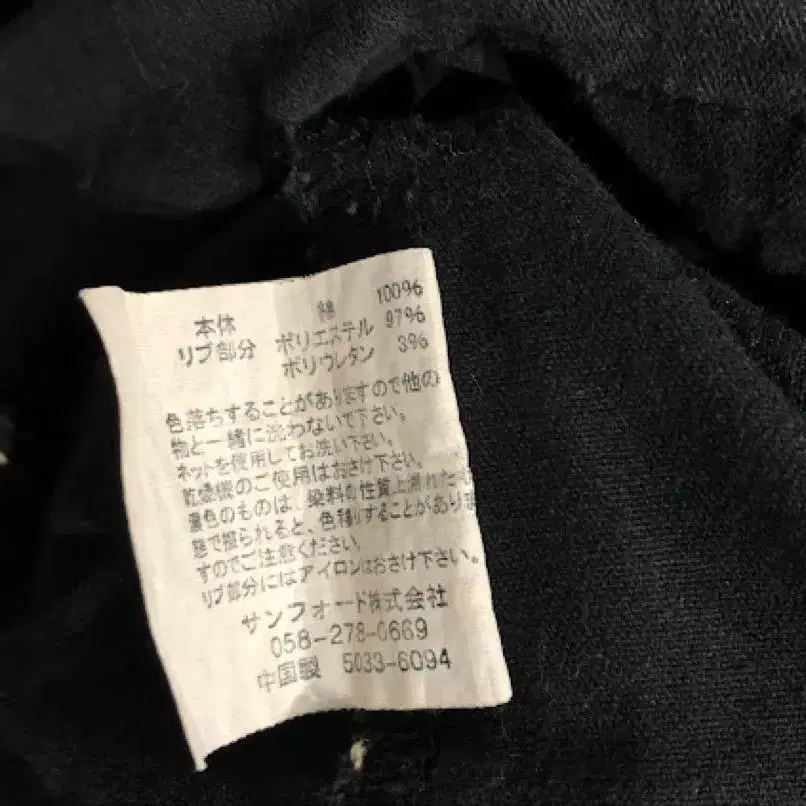 本体 綿 100%
リブ部分 ポリエステル 97%
ポリウレタン 3%
色落ちすることがありますので他の
物と一緒に洗わないで下さい。
ネットを使用してお洗い下さい。
乾燥機のご使用はおさけ下さい。
濃色のものは、染料の性質上濡れた
態で擦られると、色移りすることがありま
すのでご注意ください。
リブ部分にはアイロンはおさけ下さい。
サンフォード株式会社
058-278-0669
中国製 5033-6094